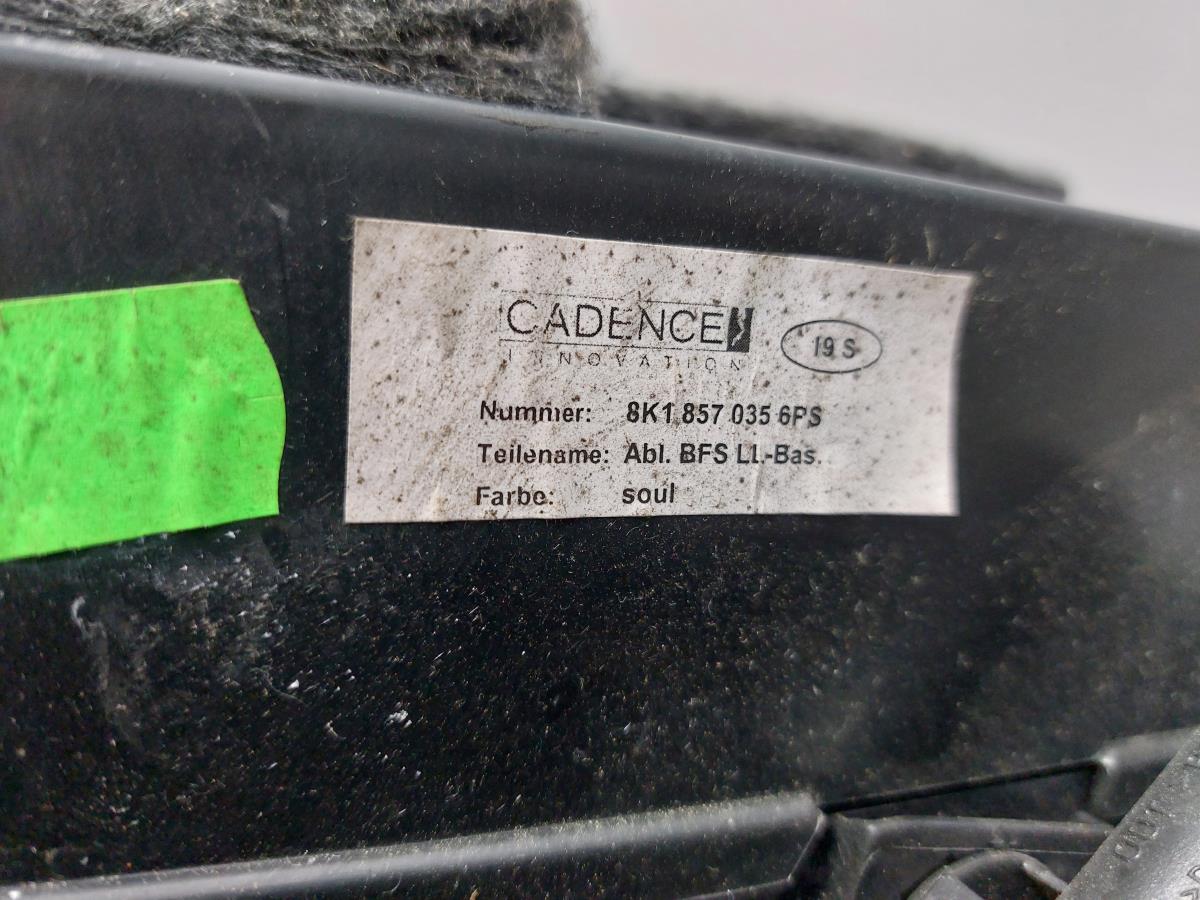 CADENCE
INNOVATION
19 S
Nummer: 8K1 857 035 6PS
Teilename: Abl. BFS LL-Bas.
Farbe: soul